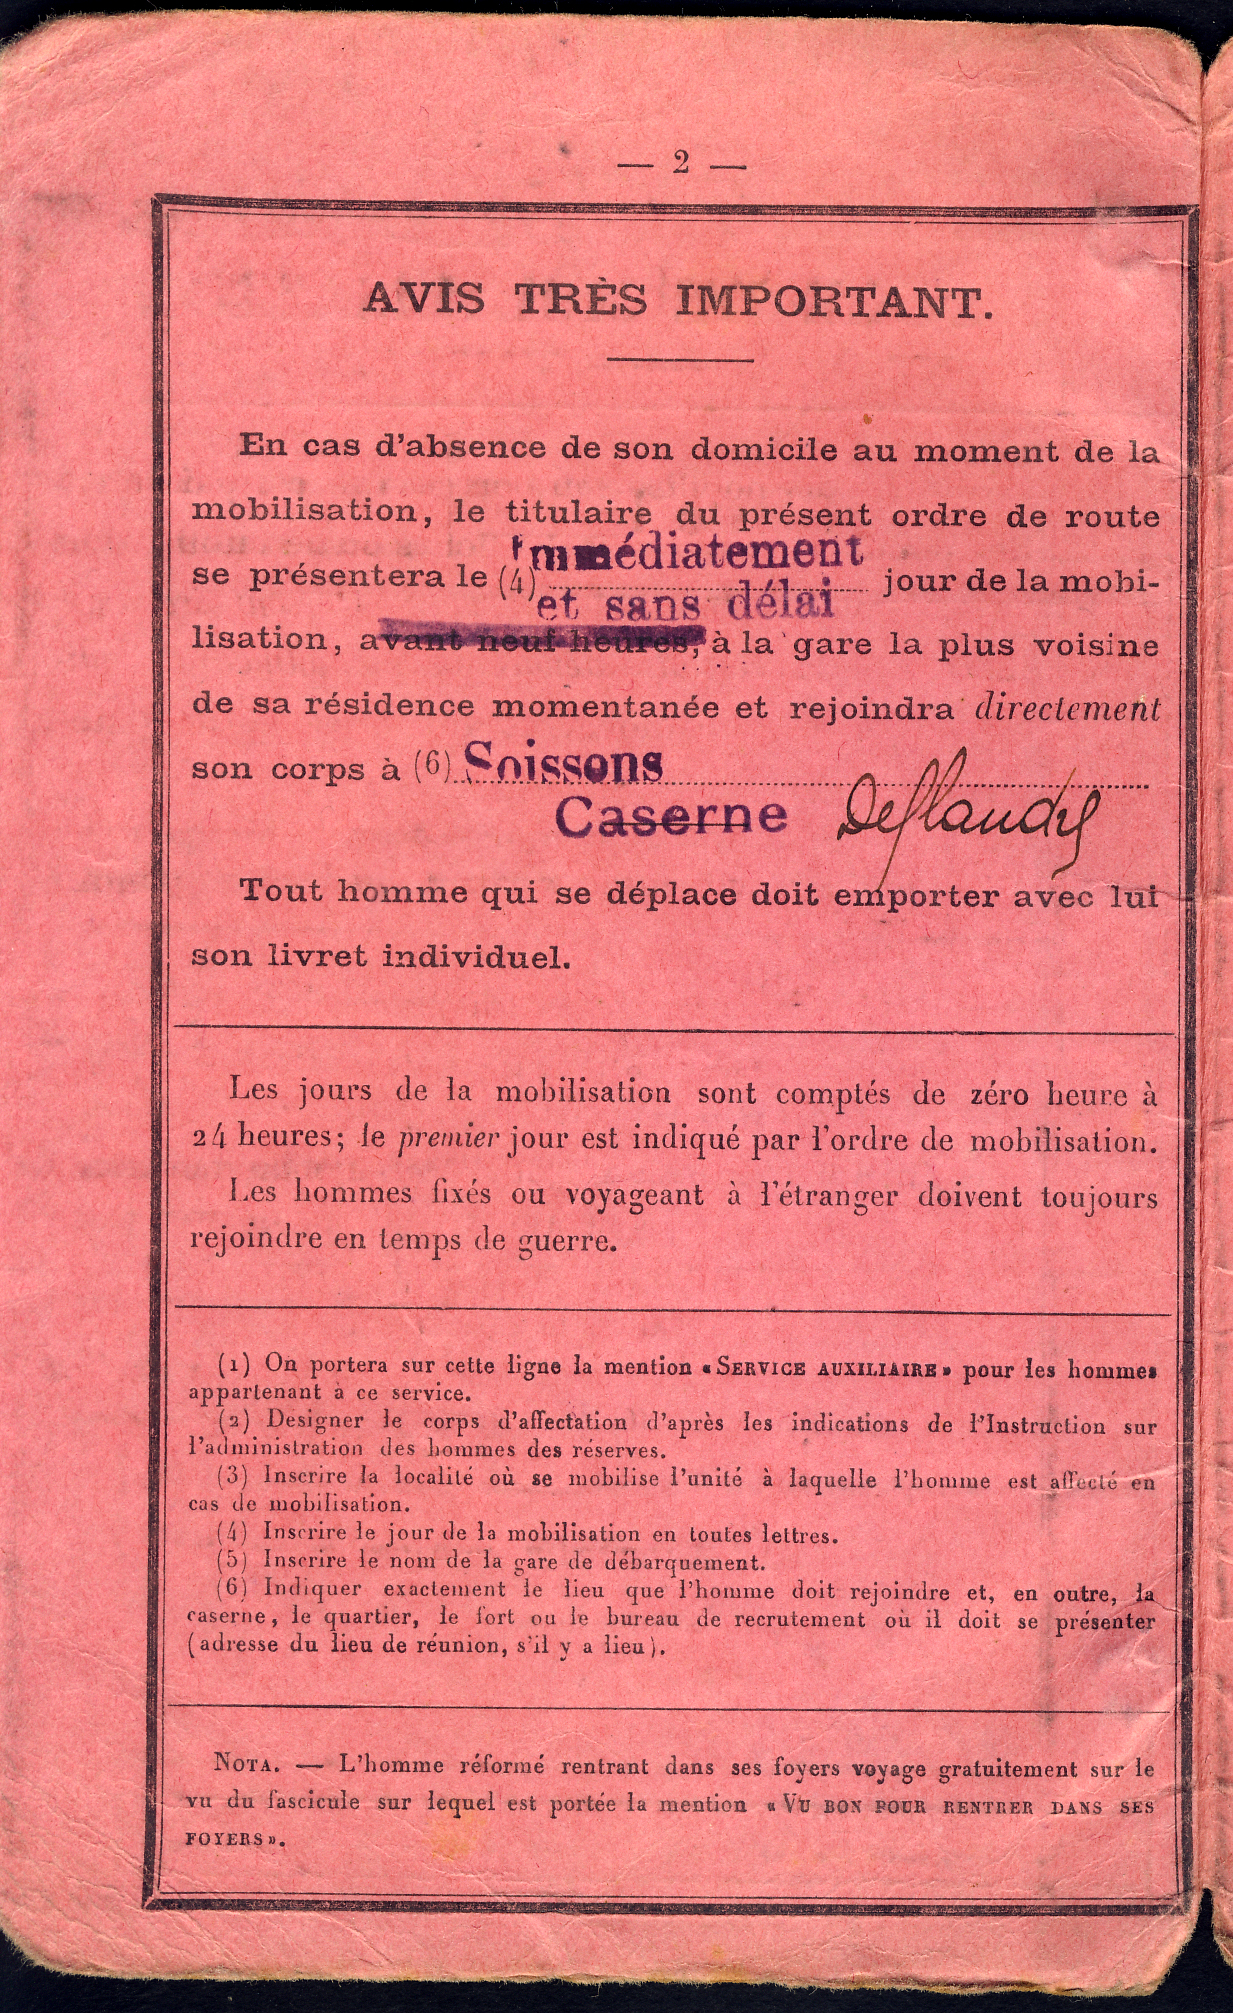 — 2 —
AVIS TRÈS IMPORTANT.
En cas d'absence de son domicile au moment de la
mobilisation, le titulaire du présent ordre de route
Immédiatement
se présentera le (4) jour de la mobi-
et sans délai
lisation, avant neuf heures, à la gare la plus voisine
de sa résidence momentanée et rejoindra directement
son corps à (6) Soissons
Caserne Deflandre
Tout homme qui se déplace doit emporter avec lui
son livret individuel.
Les jours de la mobilisation sont comptés de zéro heure à
24 heures; le premier jour est indiqué par l'ordre de mobilisation.
Les hommes fixés ou voyageant à l'étranger doivent toujours
rejoindre en temps de guerre.
(1) On portera sur cette ligne la mention « SERVICE AUXILIAIRE » pour les hommes
appartenant à ce service.
(2) Designer le corps d'affectation d'après les indications de l'Instruction sur
l'administration des hommes des réserves.
(3) Inscrire la localité où se mobilise l'unité à laquelle l'homme est affecté en
cas de mobilisation.
(4) Inscrire le jour de la mobilisation en toutes lettres.
(5) Inscrire le nom de la gare de débarquement.
(6) Indiquer exactement le lieu que l'homme doit rejoindre et, en outre, la
caserne, le quartier, le fort ou le bureau de recrutement où il doit se présenter
(adresse du lieu de réunion, s'il y a lieu).
NOTA. — L'homme réformé rentrant dans ses foyers voyage gratuitement sur le
vu du fascicule sur lequel est portée la mention « VU BON POUR RENTRER DANS SES
FOYERS ».